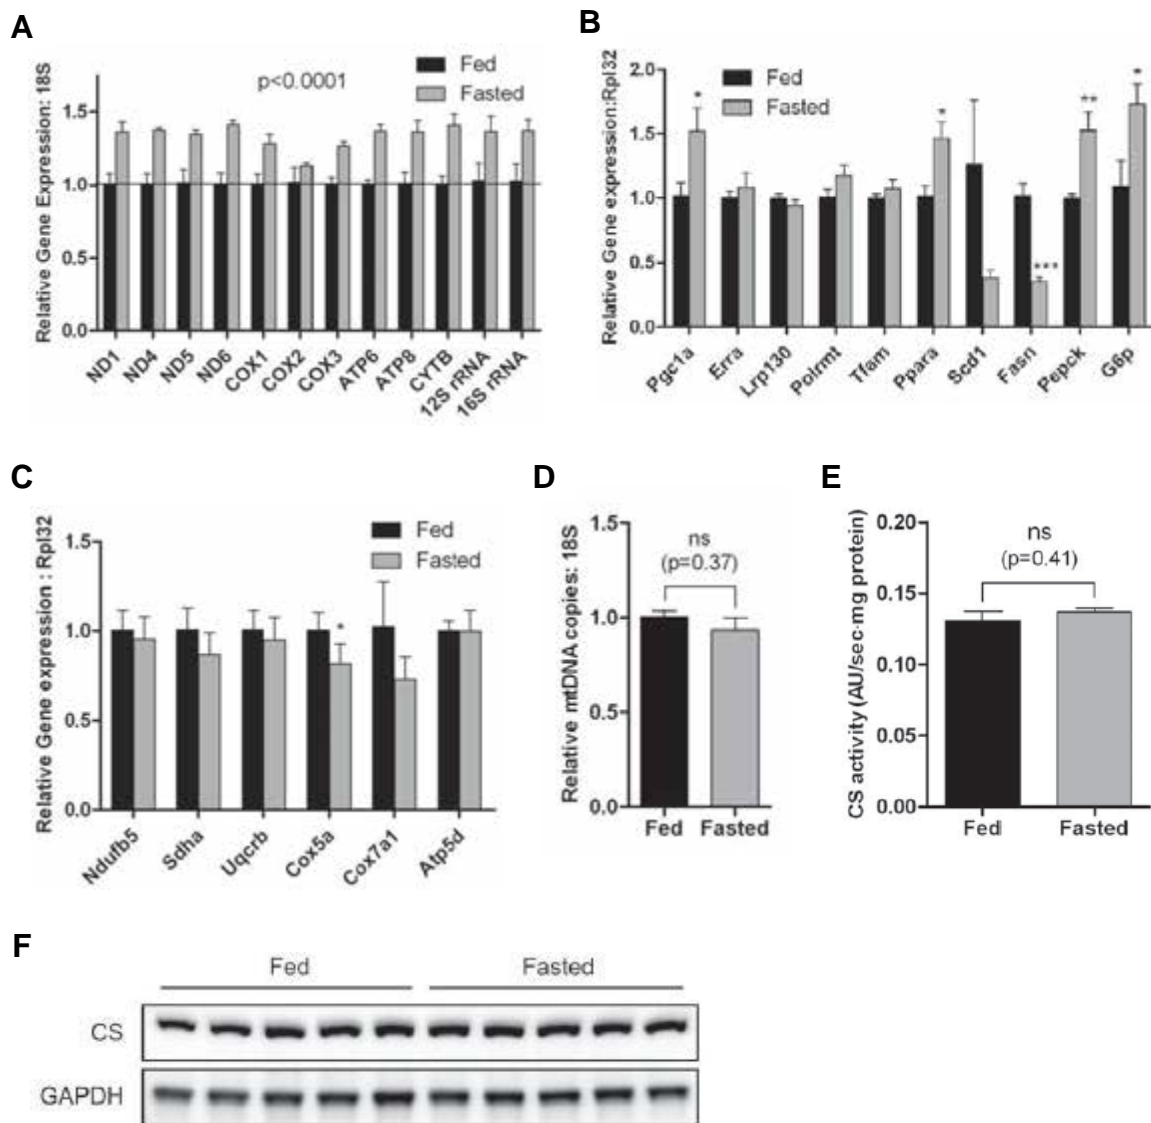 A
Relative Gene Expression: 18S
p<0.0001
Fed
Fasted
1.5
1.0
0.5
0.0
ND1
ND4
ND5
ND6
COX1
COX2
COX3
ATP6
ATP8
CYTB
12S rRNA
16S rRNA
B
Relative Gene expression:Rpl32
Fed
Fasted
2.0
1.5
1.0
0.5
0.0
*
*
***
**
*
Pgc1a
Erra
Lrp130
Polrmt
Tfam
Ppara
Scd1
Fasn
Pepck
G6p
C
Relative Gene expression : Rpl32
Fed
Fasted
1.5
1.0
0.5
0.0
*
Ndufb5
Sdha
Uqcrb
Cox5a
Cox7a1
Atp5d
D
Relative mtDNA copies: 18S
1.5
1.0
0.5
0.0
ns
(p=0.37)
Fed Fasted
E
CS activity (AU/sec·mg protein)
0.20
0.15
0.10
0.05
0.00
ns
(p=0.41)
Fed Fasted
F
Fed Fasted
CS
GAPDH